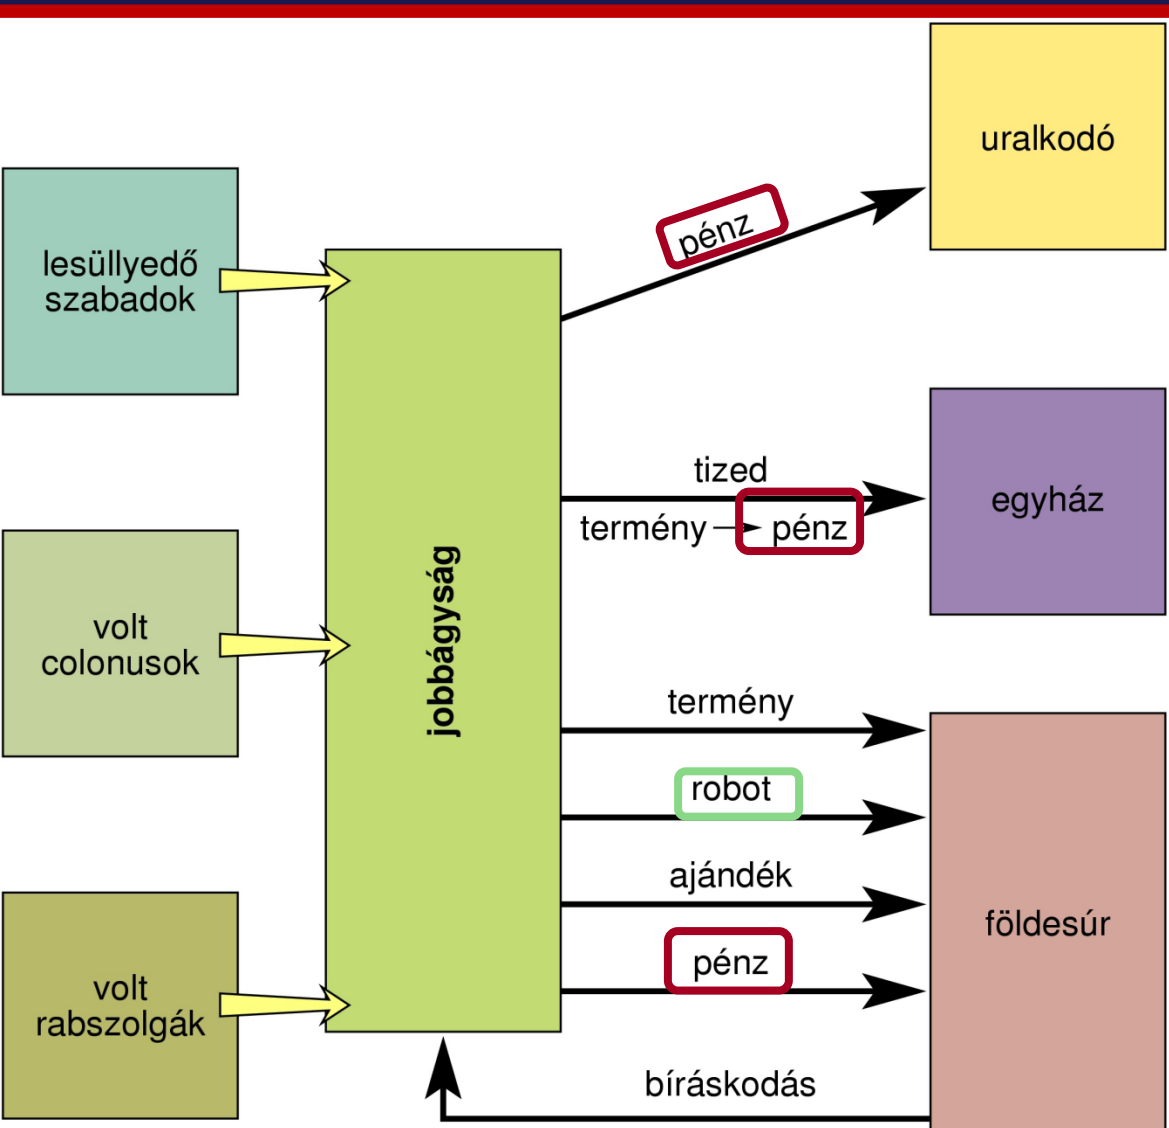 uralkodó
lesüllyedő
szabadok
pénz
tized
termény → pénz
egyház
volt
colonusok
jobbágyság
termény
robot
ajándék
pénz
földesúr
volt
rabszolgák
bíráskodás